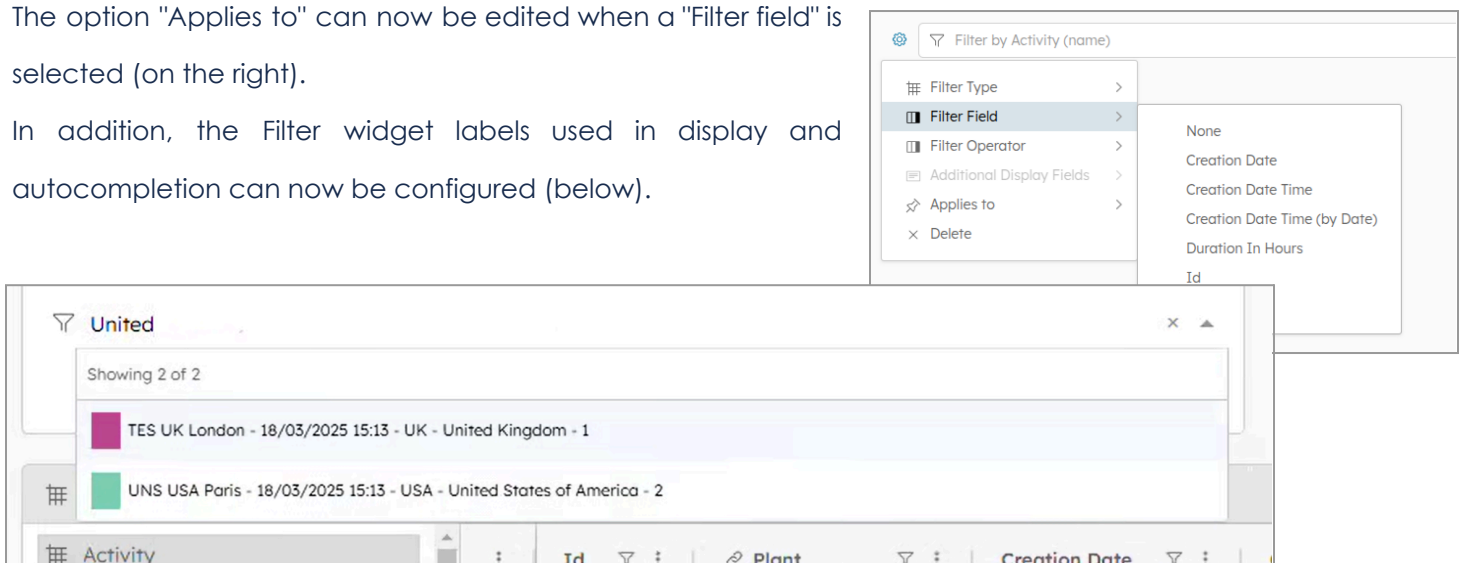 The option "Applies to" can now be edited when a "Filter field" is
selected (on the right).
In addition, the Filter widget labels used in display and
autocompletion can now be configured (below).
Filter by Activity (name)
Filter Type
Filter Field
Filter Operator
Additional Display Fields
Applies to
Delete
None
Creation Date
Creation Date Time
Creation Date Time (by Date)
Duration In Hours
Id
United
Showing 2 of 2
TES UK London - 18/03/2025 15:13 - UK - United Kingdom - 1
UNS USA Paris - 18/03/2025 15:13 - USA - United States of America - 2
Activity
Id Plant Creation Date